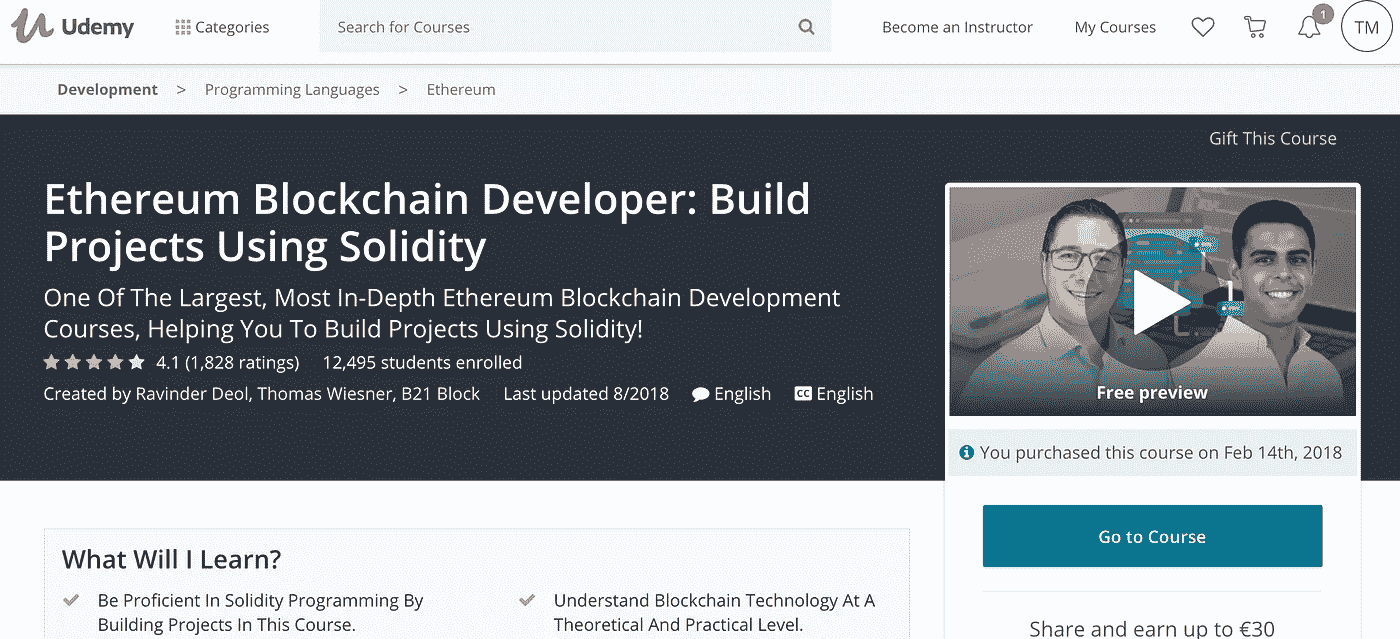 Udemy
Categories
Search for Courses
Become an Instructor
My Courses
1
TM
Development > Programming Languages > Ethereum
Gift This Course
Ethereum Blockchain Developer: Build
Projects Using Solidity
One Of The Largest, Most In-Depth Ethereum Blockchain Development
Courses, Helping You To Build Projects Using Solidity!
4.1 (1,828 ratings) 12,495 students enrolled
Created by Ravinder Deol, Thomas Wiesner, B21 Block Last updated 8/2018 English CC English
Free preview
You purchased this course on Feb 14th, 2018
Go to Course
Share and earn up to €30
What Will I Learn?
Be Proficient In Solidity Programming By
Building Projects In This Course.
Understand Blockchain Technology At A
Theoretical And Practical Level.